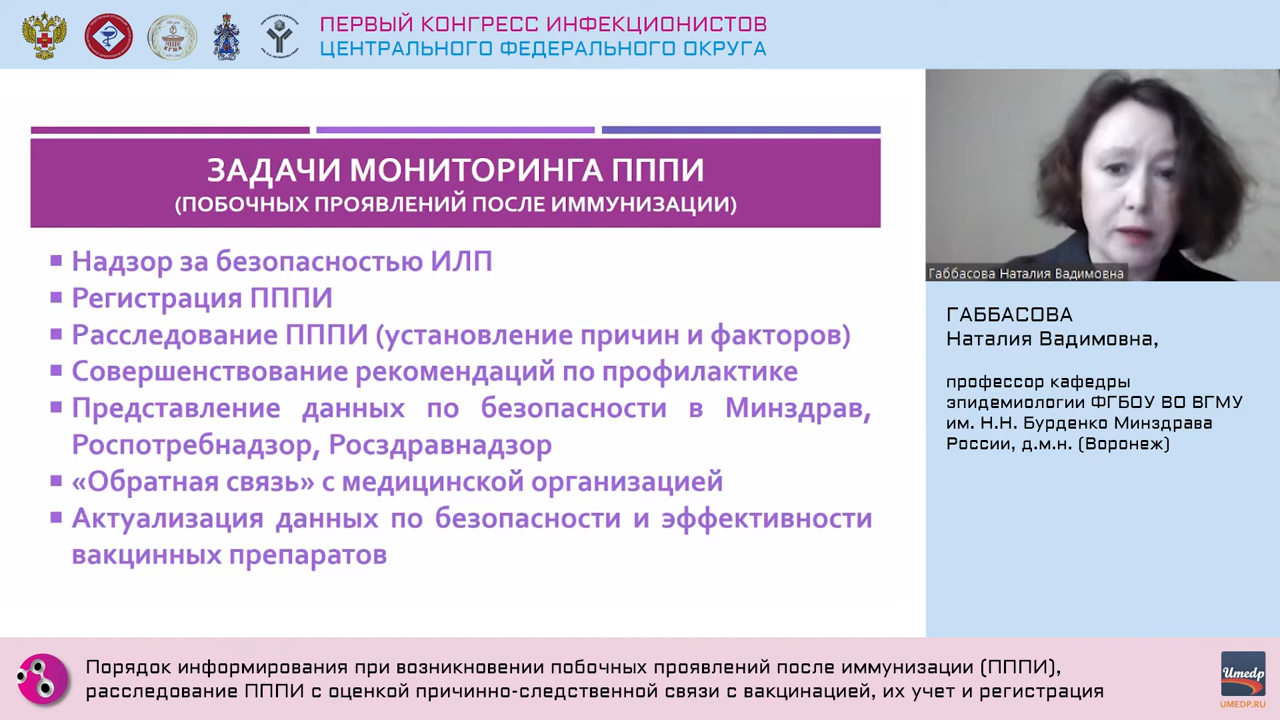 ПЕРВЫЙ КОНГРЕСС ИНФЕКЦИОНИСТОВ
ЦЕНТРАЛЬНОГО ФЕДЕРАЛЬНОГО ОКРУГА
ЗАДАЧИ МОНИТОРИНГА ПППИ
(ПОБОЧНЫХ ПРОЯВЛЕНИЙ ПОСЛЕ ИММУНИЗАЦИИ)
Надзор за безопасностью ИЛП
Регистрация ПППИ
Расследование ПППИ (установление причин и факторов)
Совершенствование рекомендаций по профилактике
Представление данных по безопасности в Минздрав,
Роспотребнадзор, Росздравнадзор
«Обратная связь» с медицинской организацией
Актуализация данных по безопасности и эффективности
вакцинных препаратов
Габбасова Наталия Вадимовна
ГАББАСОВА
Наталия Вадимовна,
профессор кафедры
эпидемиологии ФГБОУ ВО ВГМУ
им. Н.Н. Бурденко Минздрава
России, д.м.н. (Воронеж)
Порядок информирования при возникновении побочных проявлений после иммунизации (ПППИ),
расследование ПППИ с оценкой причинно-следственной связи с вакцинацией, их учет и регистрация
Umedp
UMEDP.RU